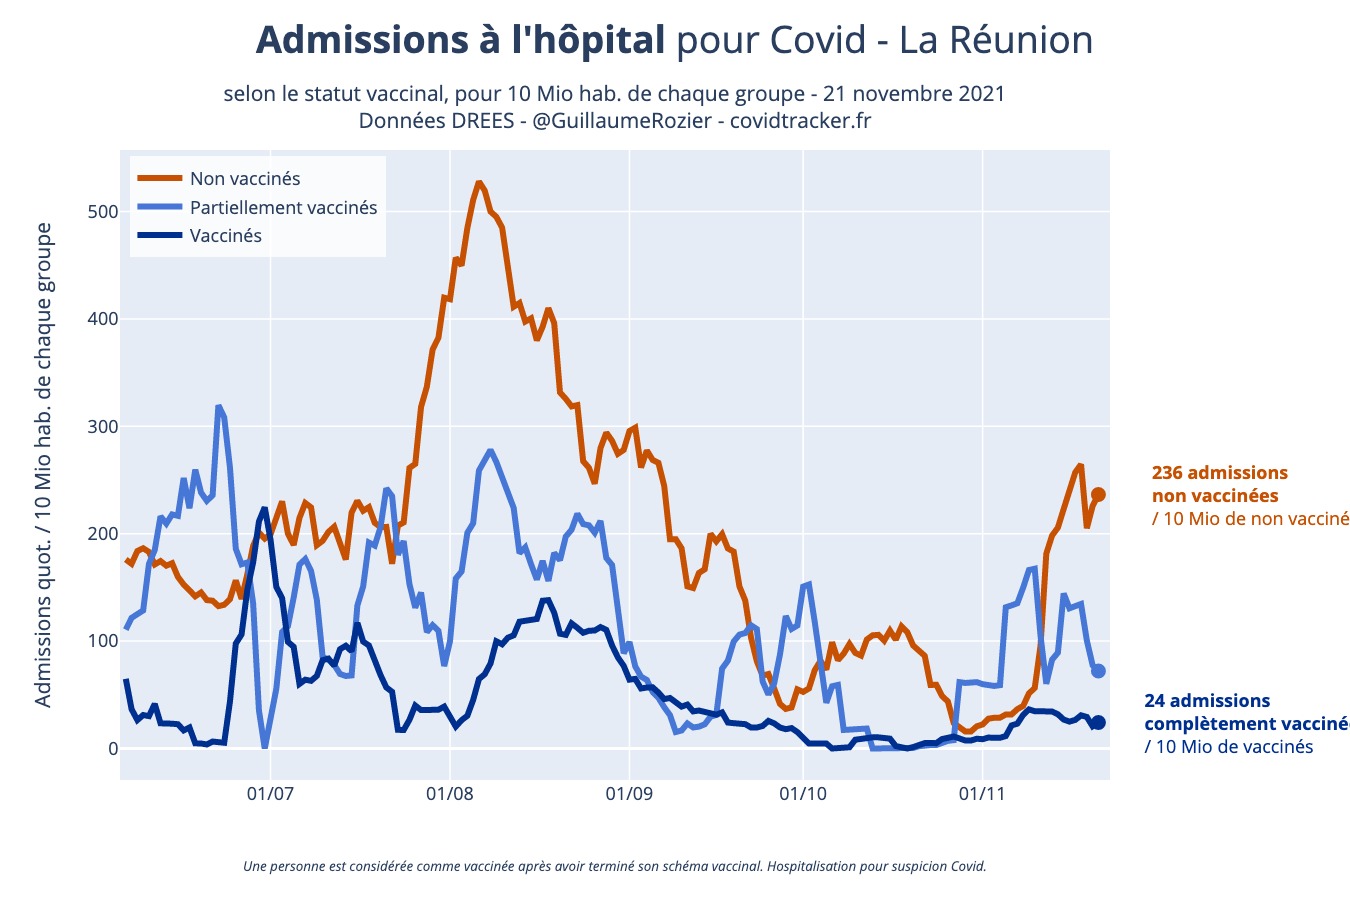 Admissions à l'hôpital pour Covid - La Réunion
selon le statut vaccinal, pour 10 Mio hab. de chaque groupe - 21 novembre 2021
Données DREES - @GuillaumeRozier - covidtracker.fr
Non vaccinés
Partiellement vaccinés
Vaccinés
Admissions quot. / 10 Mio hab. de chaque groupe
500
400
300
200
100
0
01/07
01/08
01/09
01/10
01/11
236 admissions
non vaccinées
/ 10 Mio de non vacciné
24 admissions
complètement vacciné
/ 10 Mio de vaccinés
Une personne est considérée comme vaccinée après avoir terminé son schéma vaccinal. Hospitalisation pour suspicion Covid.